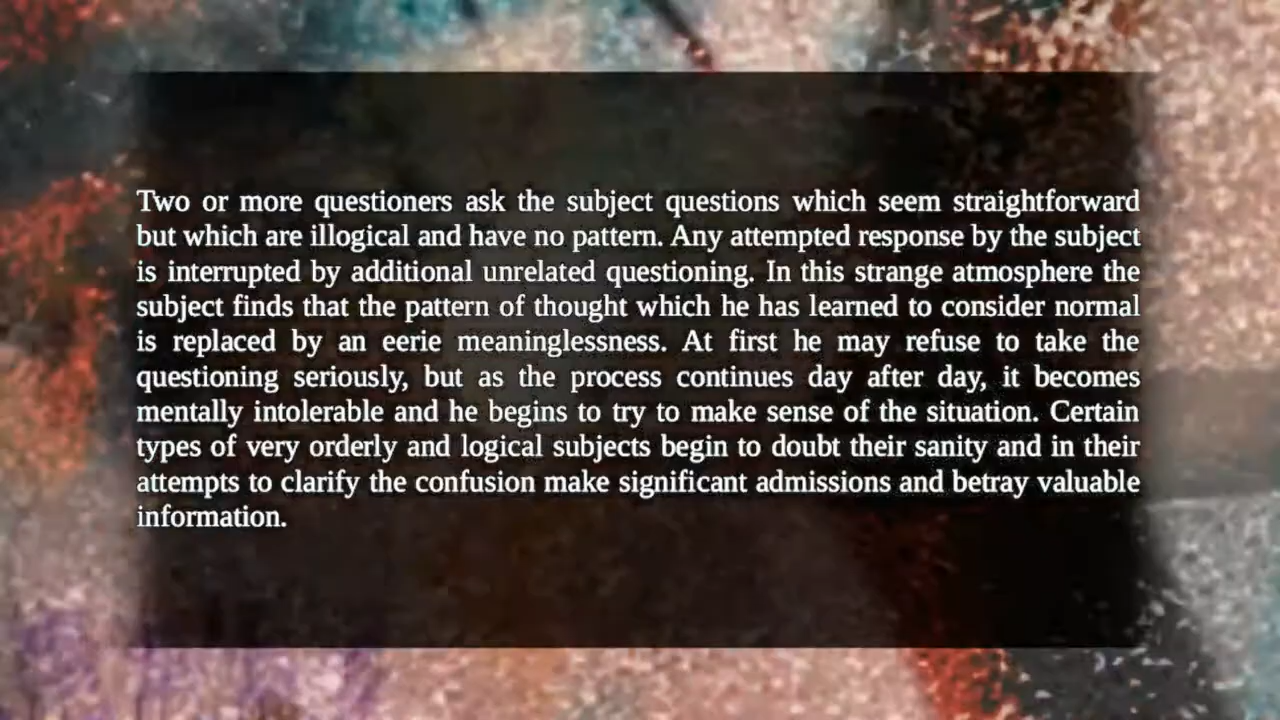 Two or more questioners ask the subject questions which seem straightforward
but which are illogical and have no pattern. Any attempted response by the subject
is interrupted by additional unrelated questioning. In this strange atmosphere the
subject finds that the pattern of thought which he has learned to consider normal
is replaced by an eerie meaninglessness. At first he may refuse to take the
questioning seriously, but as the process continues day after day, it becomes
mentally intolerable and he begins to try to make sense of the situation. Certain
types of very orderly and logical subjects begin to doubt their sanity and in their
attempts to clarify the confusion make significant admissions and betray valuable
information.